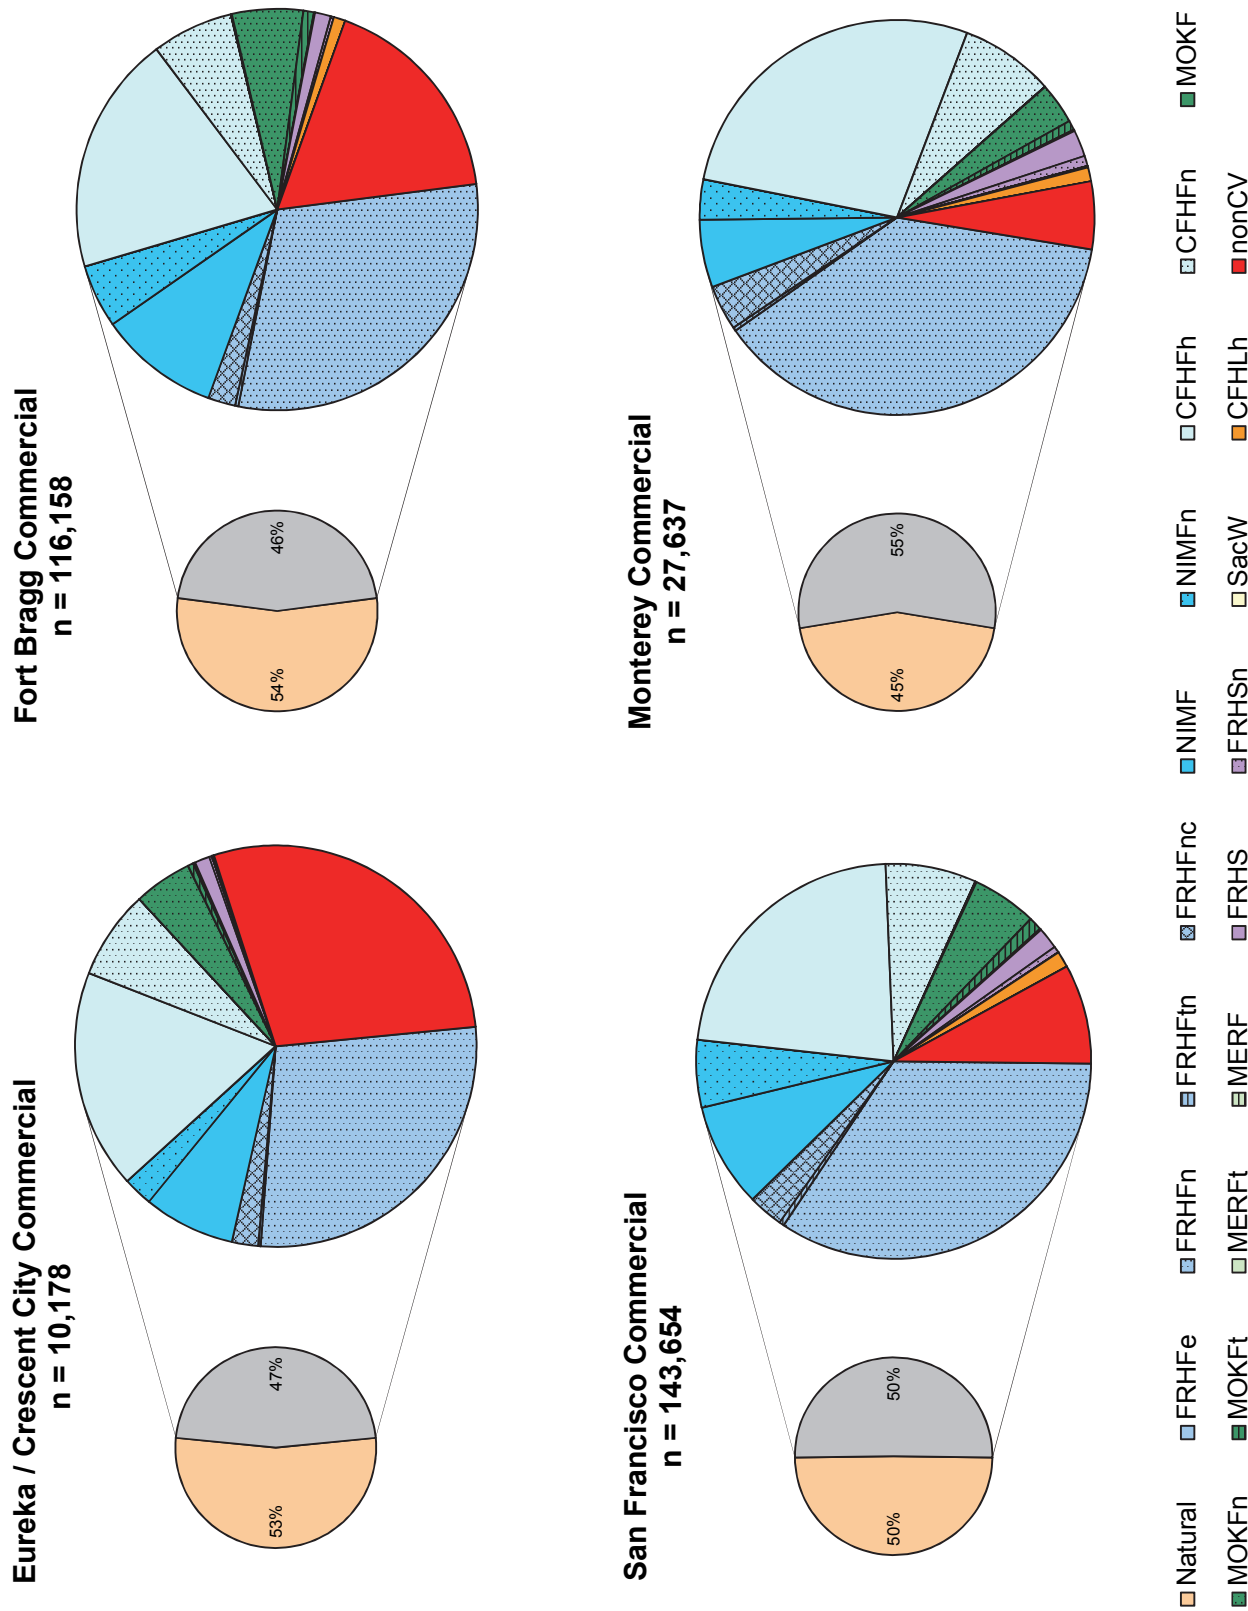 Eureka / Crescent City Commercial
n = 10,178
53%
47%
Fort Bragg Commercial
n = 116,158
54%
46%
San Francisco Commercial
n = 143,654
50%
50%
Monterey Commercial
n = 27,637
45%
55%
Natural FRHFe FRHFn FRHFtn FRHFnc NIMF NIMFn CFHFh CFHFn MOKF
MOKFn MOKFt MERFt MERF FRHS FRHSn SacW CFHLh nonCV